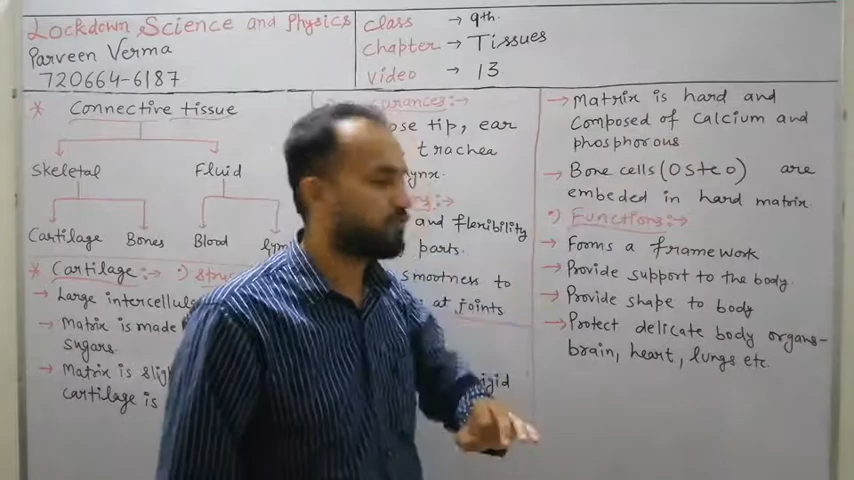 Lockdown Science and Physics
Parveen Verma
720664-6187
class → 9th.
chapter → Tissues
video → 13
* Connective tissue
Skeletal Fluid
Cartilage Bones Blood
* Cartilage :→
→ Large
→ Matrix is made
sugars.
→ Matrix is
cartilage is
tip, ear
trachea
and flexibility
parts.
smoothness to
at joints
→ Matrix is hard and
composed of calcium and
phosphorous
→ Bone cells (Osteo) are
embeded in hard matrix.
•) Functions :→
→ Forms a framework
→ Provide support to the body.
→ Provide shape to body
→ Protect delicate body organs-
brain, heart, lungs etc.